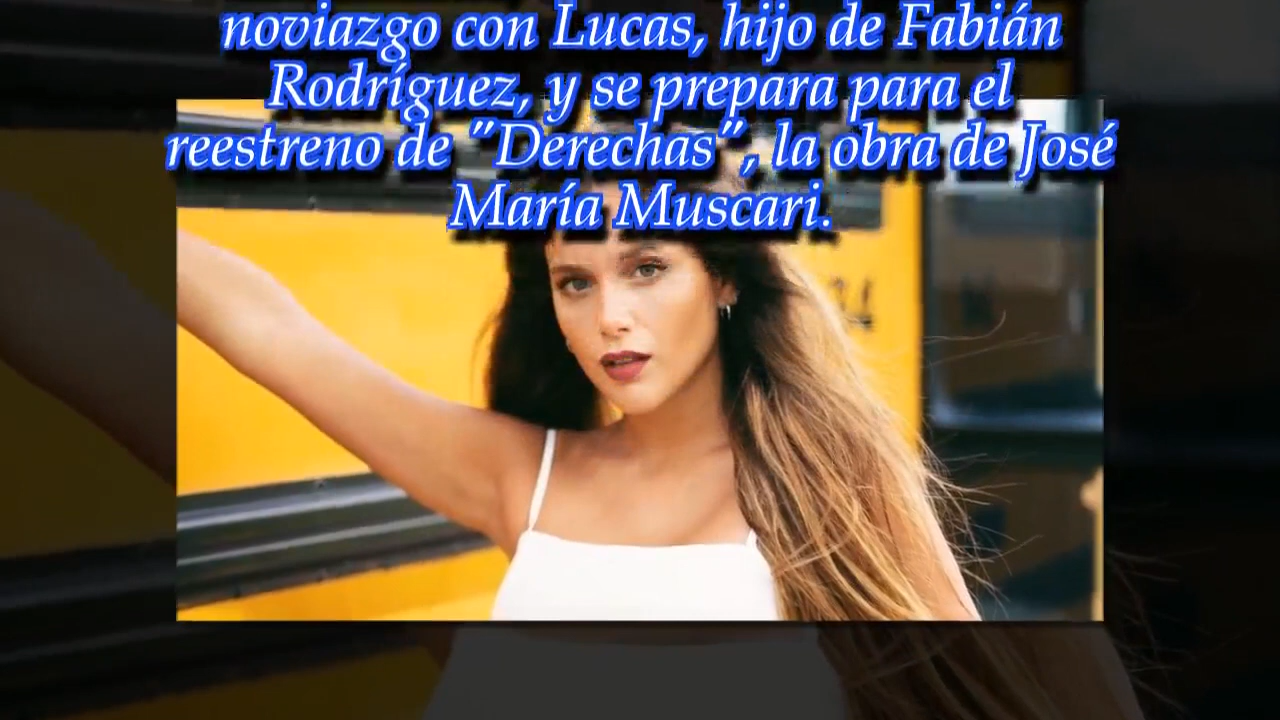 noviazgo con Lucas, hijo de Fabián
Rodríguez, y se prepara para el
reestreno de "Derechas", la obra de José
María Muscari.
34